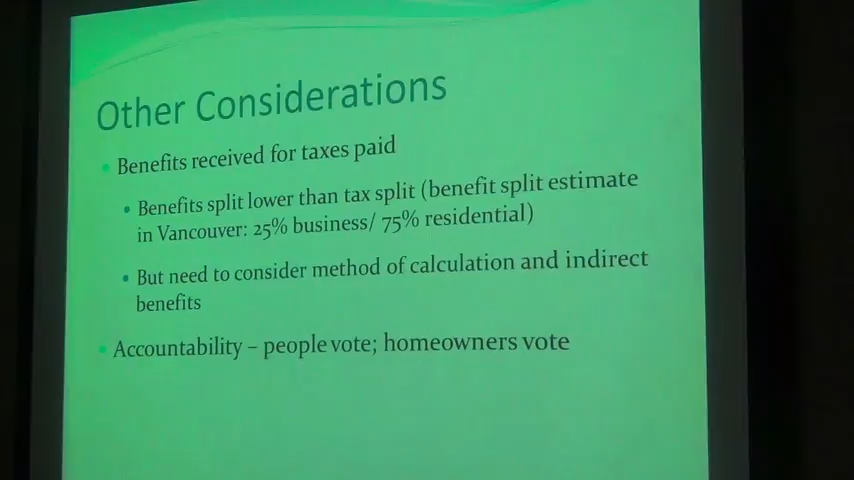 Other Considerations
Benefits received for taxes paid
Benefits split lower than tax split (benefit split estimate
in Vancouver: 25% business/ 75% residential)
But need to consider method of calculation and indirect
benefits
Accountability – people vote; homeowners vote